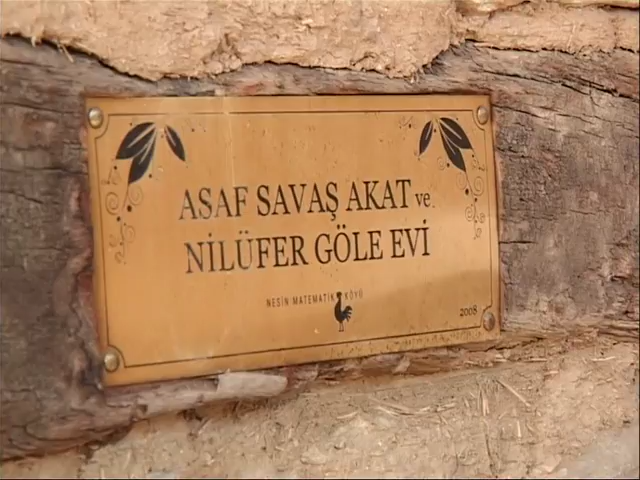 ASAF SAVAŞ AKAT ve
NİLÜFER GÖLE EVİ
NESİN MATEMATİK KÖYÜ
2008